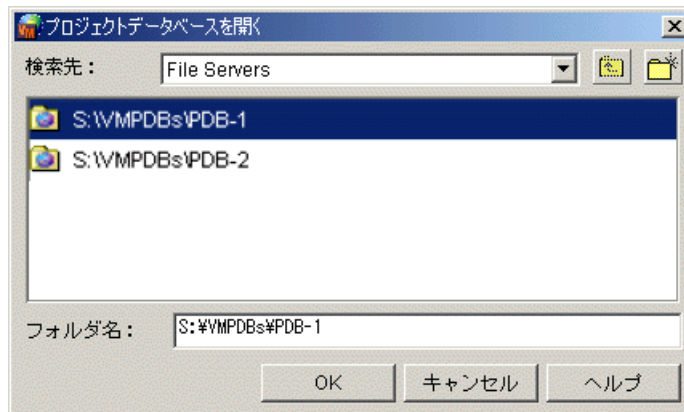 プロジェクトデータベースを開く
検索先： File Servers
S:\VMPDBs\PDB-1
S:\VMPDBs\PDB-2
フォルダ名： S:¥VMPDBs¥PDB-1
OK キャンセル ヘルプ